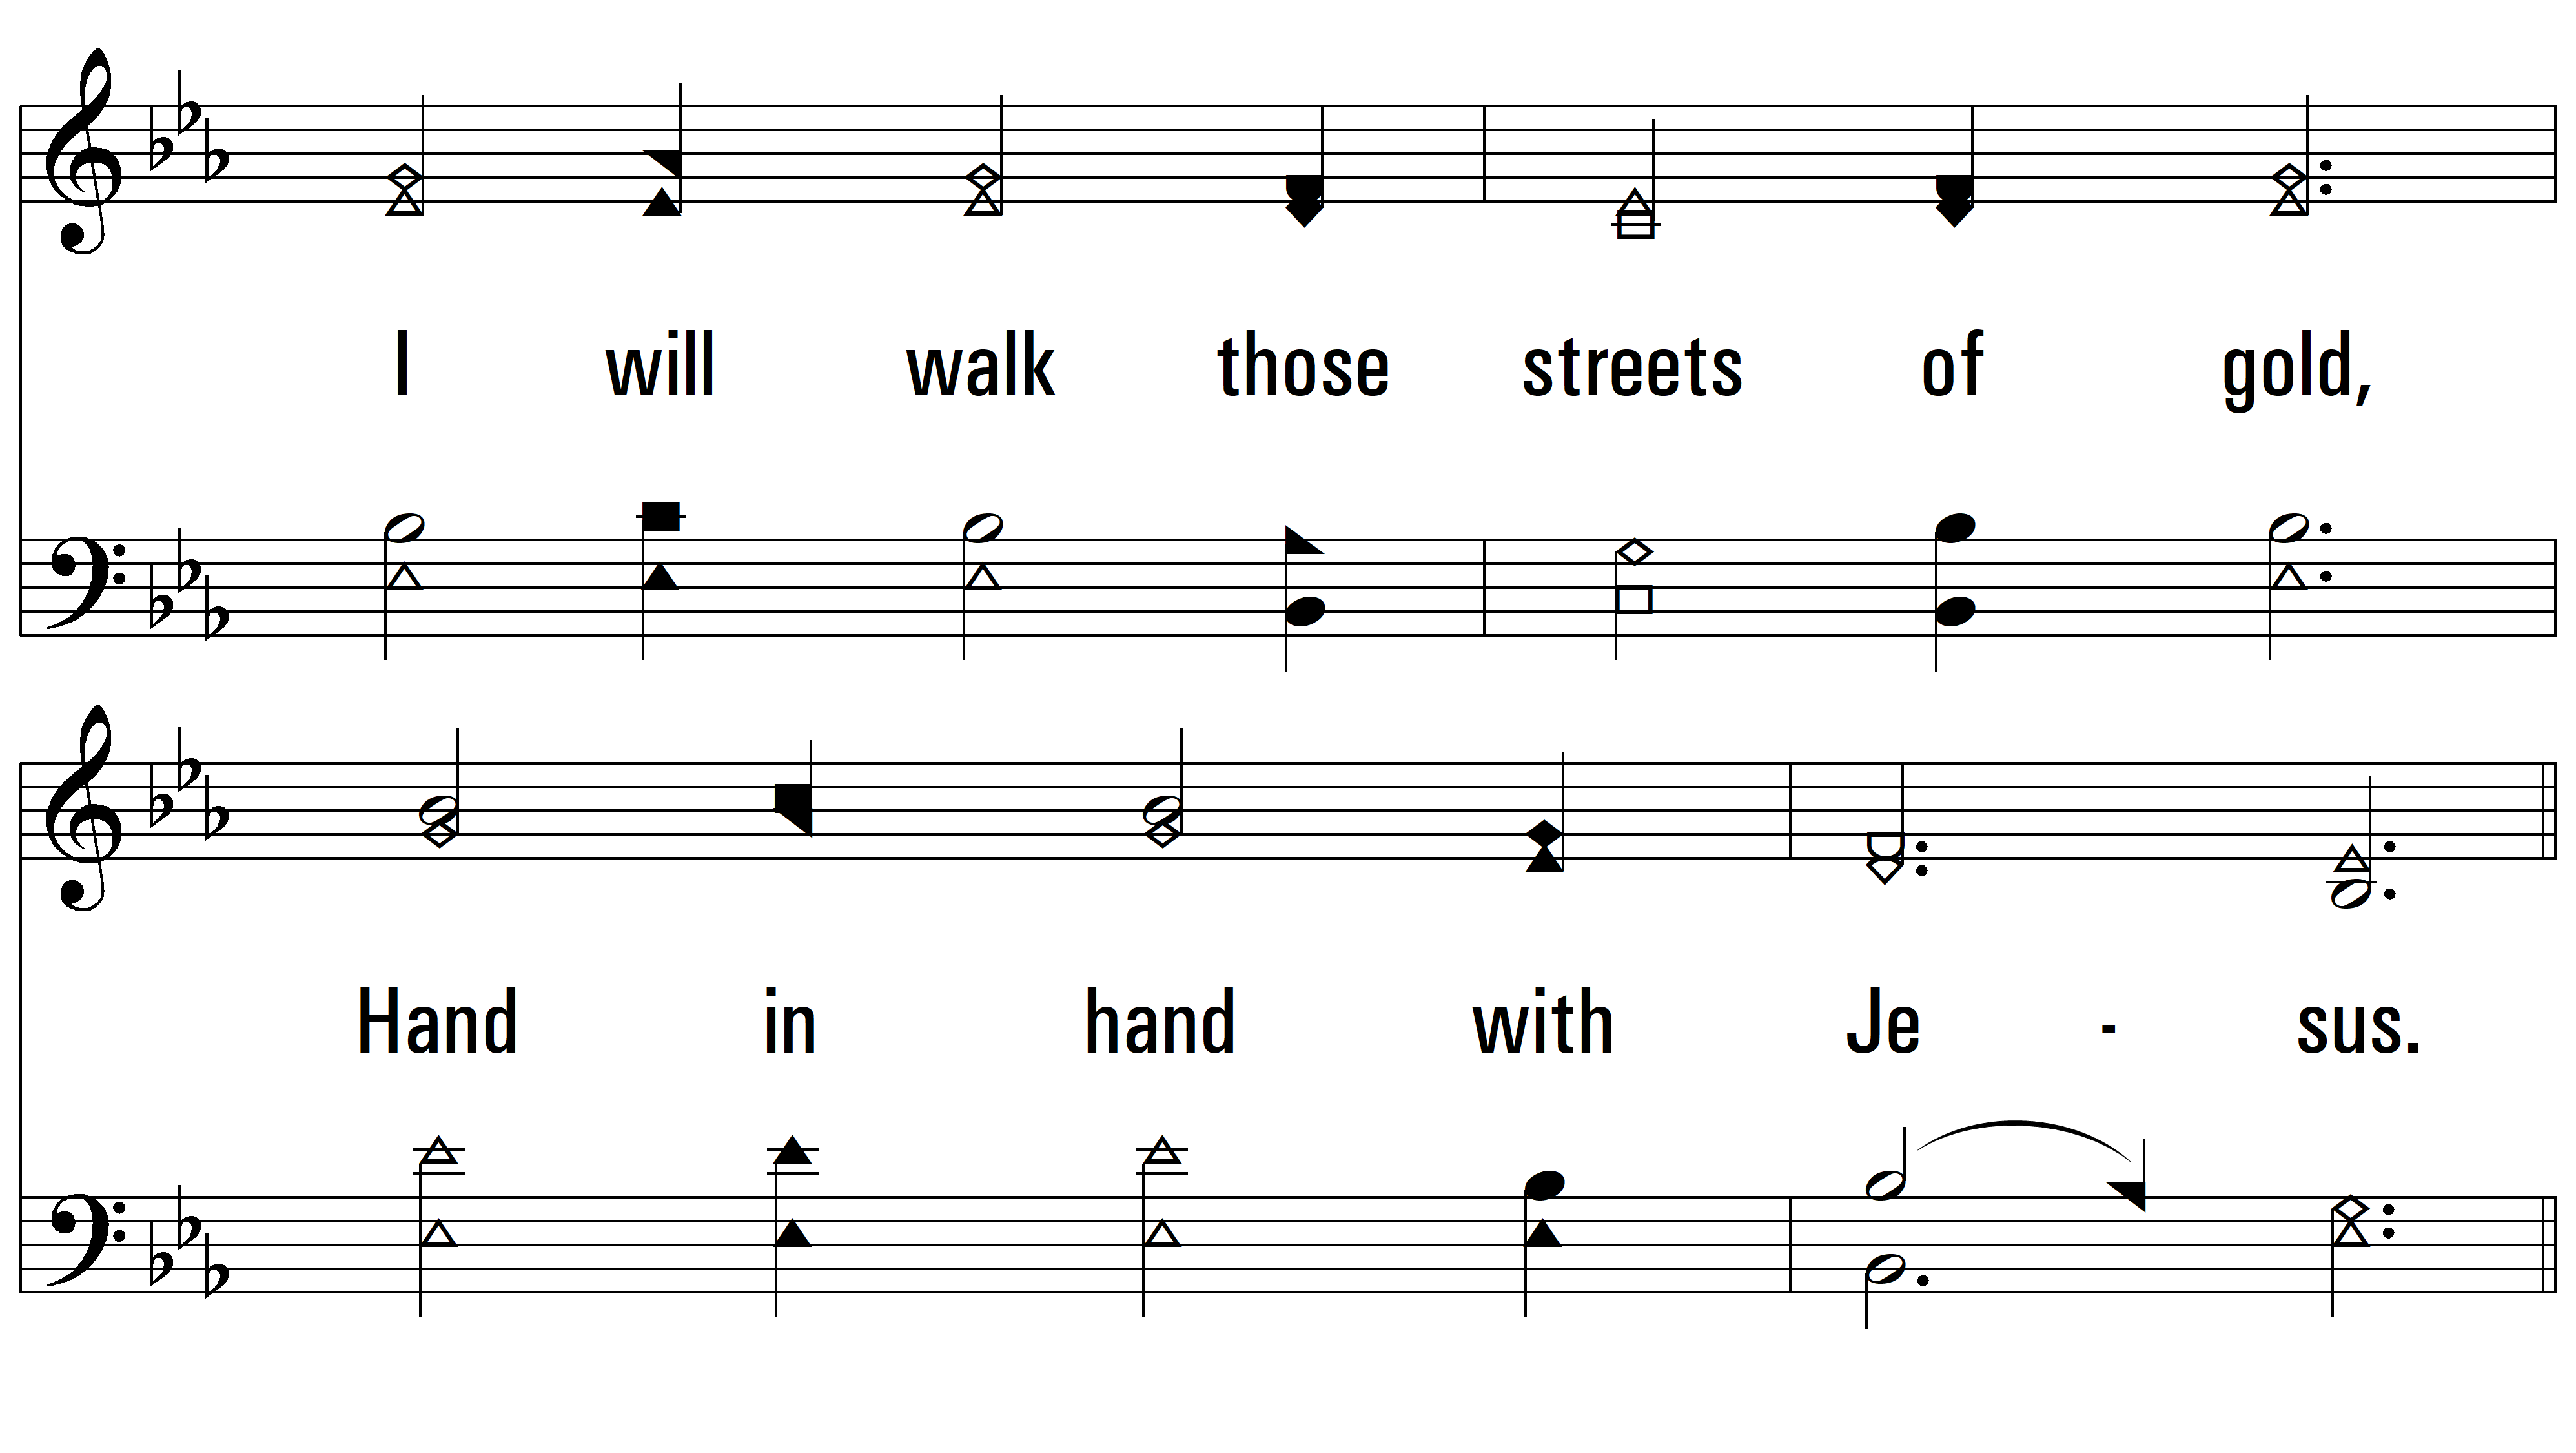 I will walk those streets of gold,
Hand in hand with Je - sus.